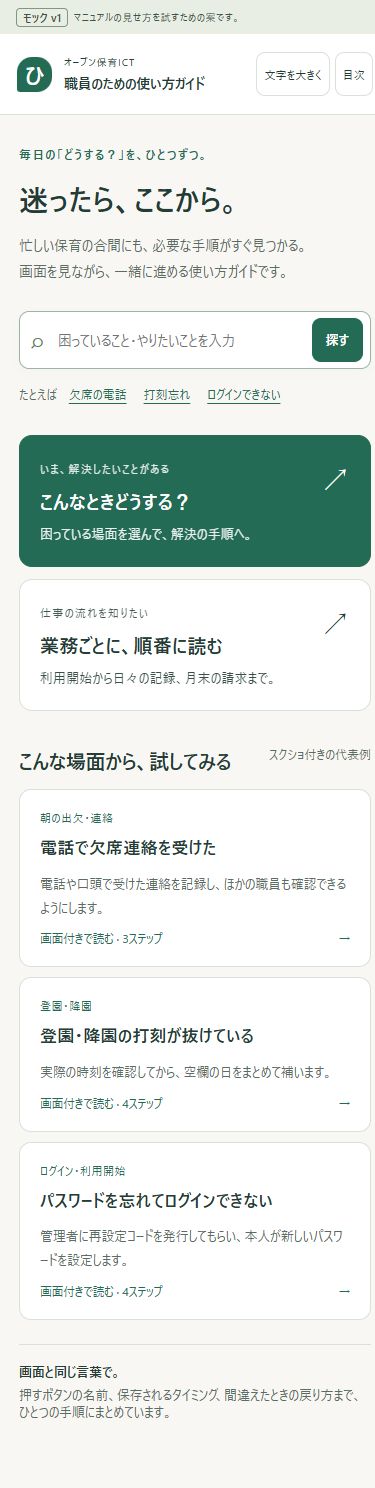 モック v1 マニュアルの見せ方を試すための案です。
ひ
オープン保育ICT
職員のための使い方ガイド
文字を大きく
目次
毎日の「どうする？」を、ひとつずつ。
迷ったら、ここから。
忙しい保育の合間にも、必要な手順がすぐ見つかる。
画面を見ながら、一緒に進める使い方ガイドです。
困っていること・やりたいことを入力
探す
たとえば 欠席の電話 打刻忘れ ログインできない
いま、解決したいことがある
こんなときどうする？
困っている場面を選んで、解決の手順へ。
仕事の流れを知りたい
業務ごとに、順番に読む
利用開始から日々の記録、月末の請求まで。
こんな場面から、試してみる
スクショ付きの代表例
朝の出欠・連絡
電話で欠席連絡を受けた
電話や口頭で受けた連絡を記録し、ほかの職員も確認できる
ようにします。
画面付きで読む · 3ステップ →
登園・降園
登園・降園の打刻が抜けている
実際の時刻を確認してから、空欄の日をまとめて補います。
画面付きで読む · 4ステップ →
ログイン・利用開始
パスワードを忘れてログインできない
管理者に再設定コードを発行してもらい、本人が新しいパスワ
ードを設定します。
画面付きで読む · 4ステップ →
画面と同じ言葉で。
押すボタンの名前、保存されるタイミング、間違えたときの戻り方まで、
ひとつの手順にまとめています。